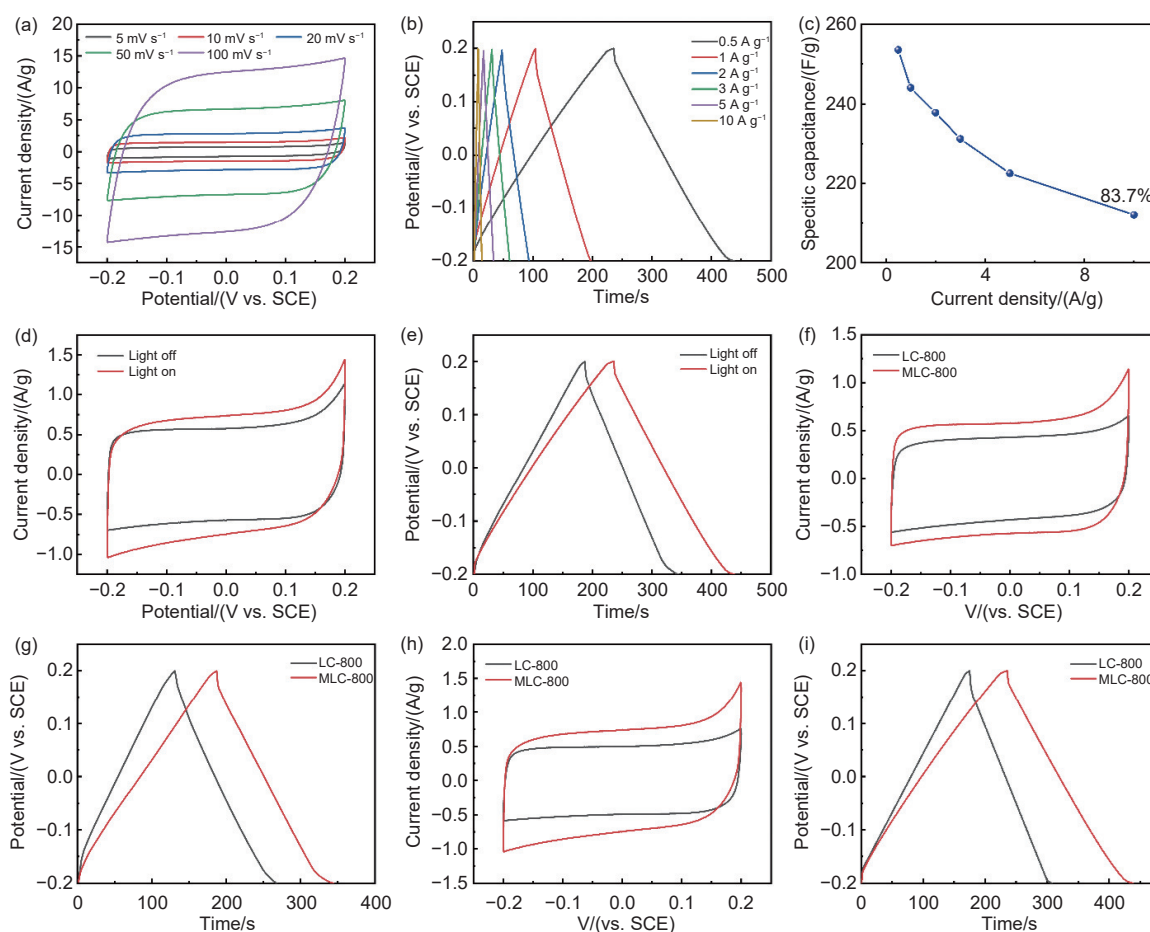 (a)
5 mV s⁻¹ 10 mV s⁻¹ 20 mV s⁻¹
50 mV s⁻¹ 100 mV s⁻¹
Current density/(A/g)
15
10
5
0
−5
−10
−15
−0.2 −0.1 0.0 0.1 0.2
Potential/(V vs. SCE)
(b)
0.5 A g⁻¹
1 A g⁻¹
2 A g⁻¹
3 A g⁻¹
5 A g⁻¹
10 A g⁻¹
Potential/(V vs. SCE)
0.2
0.1
0.0
−0.1
−0.2
0 100 200 300 400 500
Time/s
(c)
Specitic capacitance/(F/g)
260
240
220
200
83.7%
0 4 8
Current density/(A/g)
(d)
Light off
Light on
Current density/(A/g)
1.5
1.0
0.5
0.0
−0.5
−1.0
−0.2 −0.1 0.0 0.1 0.2
Potential/(V vs. SCE)
(e)
Light off
Light on
Potential/(V vs. SCE)
0.2
0.1
0.0
−0.1
−0.2
0 100 200 300 400 500
Time/s
(f)
LC-800
MLC-800
Current density/(A/g)
1.5
1.0
0.5
0.0
−0.5
−1.0
−0.2 −0.1 0.0 0.1 0.2
V/(vs. SCE)
(g)
LC-800
MLC-800
Potential/(V vs. SCE)
0.2
0.1
0.0
−0.1
−0.2
0 100 200 300 400
Time/s
(h)
LC-800
MLC-800
Current density/(A/g)
2.0
1.5
1.0
0.5
0.0
−0.5
−1.0
−1.5
−0.2 −0.1 0.0 0.1 0.2
V/(vs. SCE)
(i)
LC-800
MLC-800
Potential/(V vs. SCE)
0.2
0.1
0.0
−0.1
−0.2
0 100 200 300 400
Time/s